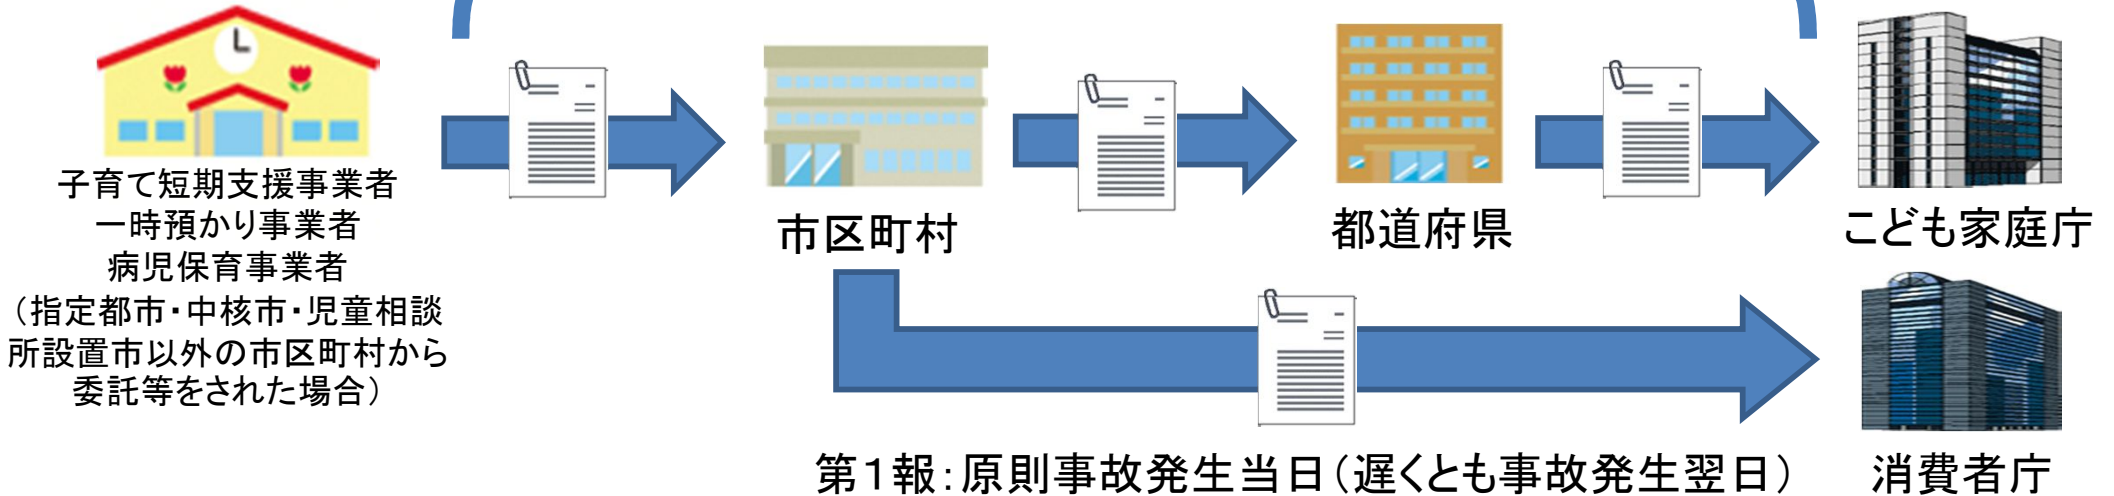 子育て短期支援事業者
一時預かり事業者
病児保育事業者
（指定都市・中核市・児童相談
所設置市以外の市区町村から
委託等をされた場合）
市区町村
都道府県
こども家庭庁
第１報：原則事故発生当日（遅くとも事故発生翌日）
消費者庁